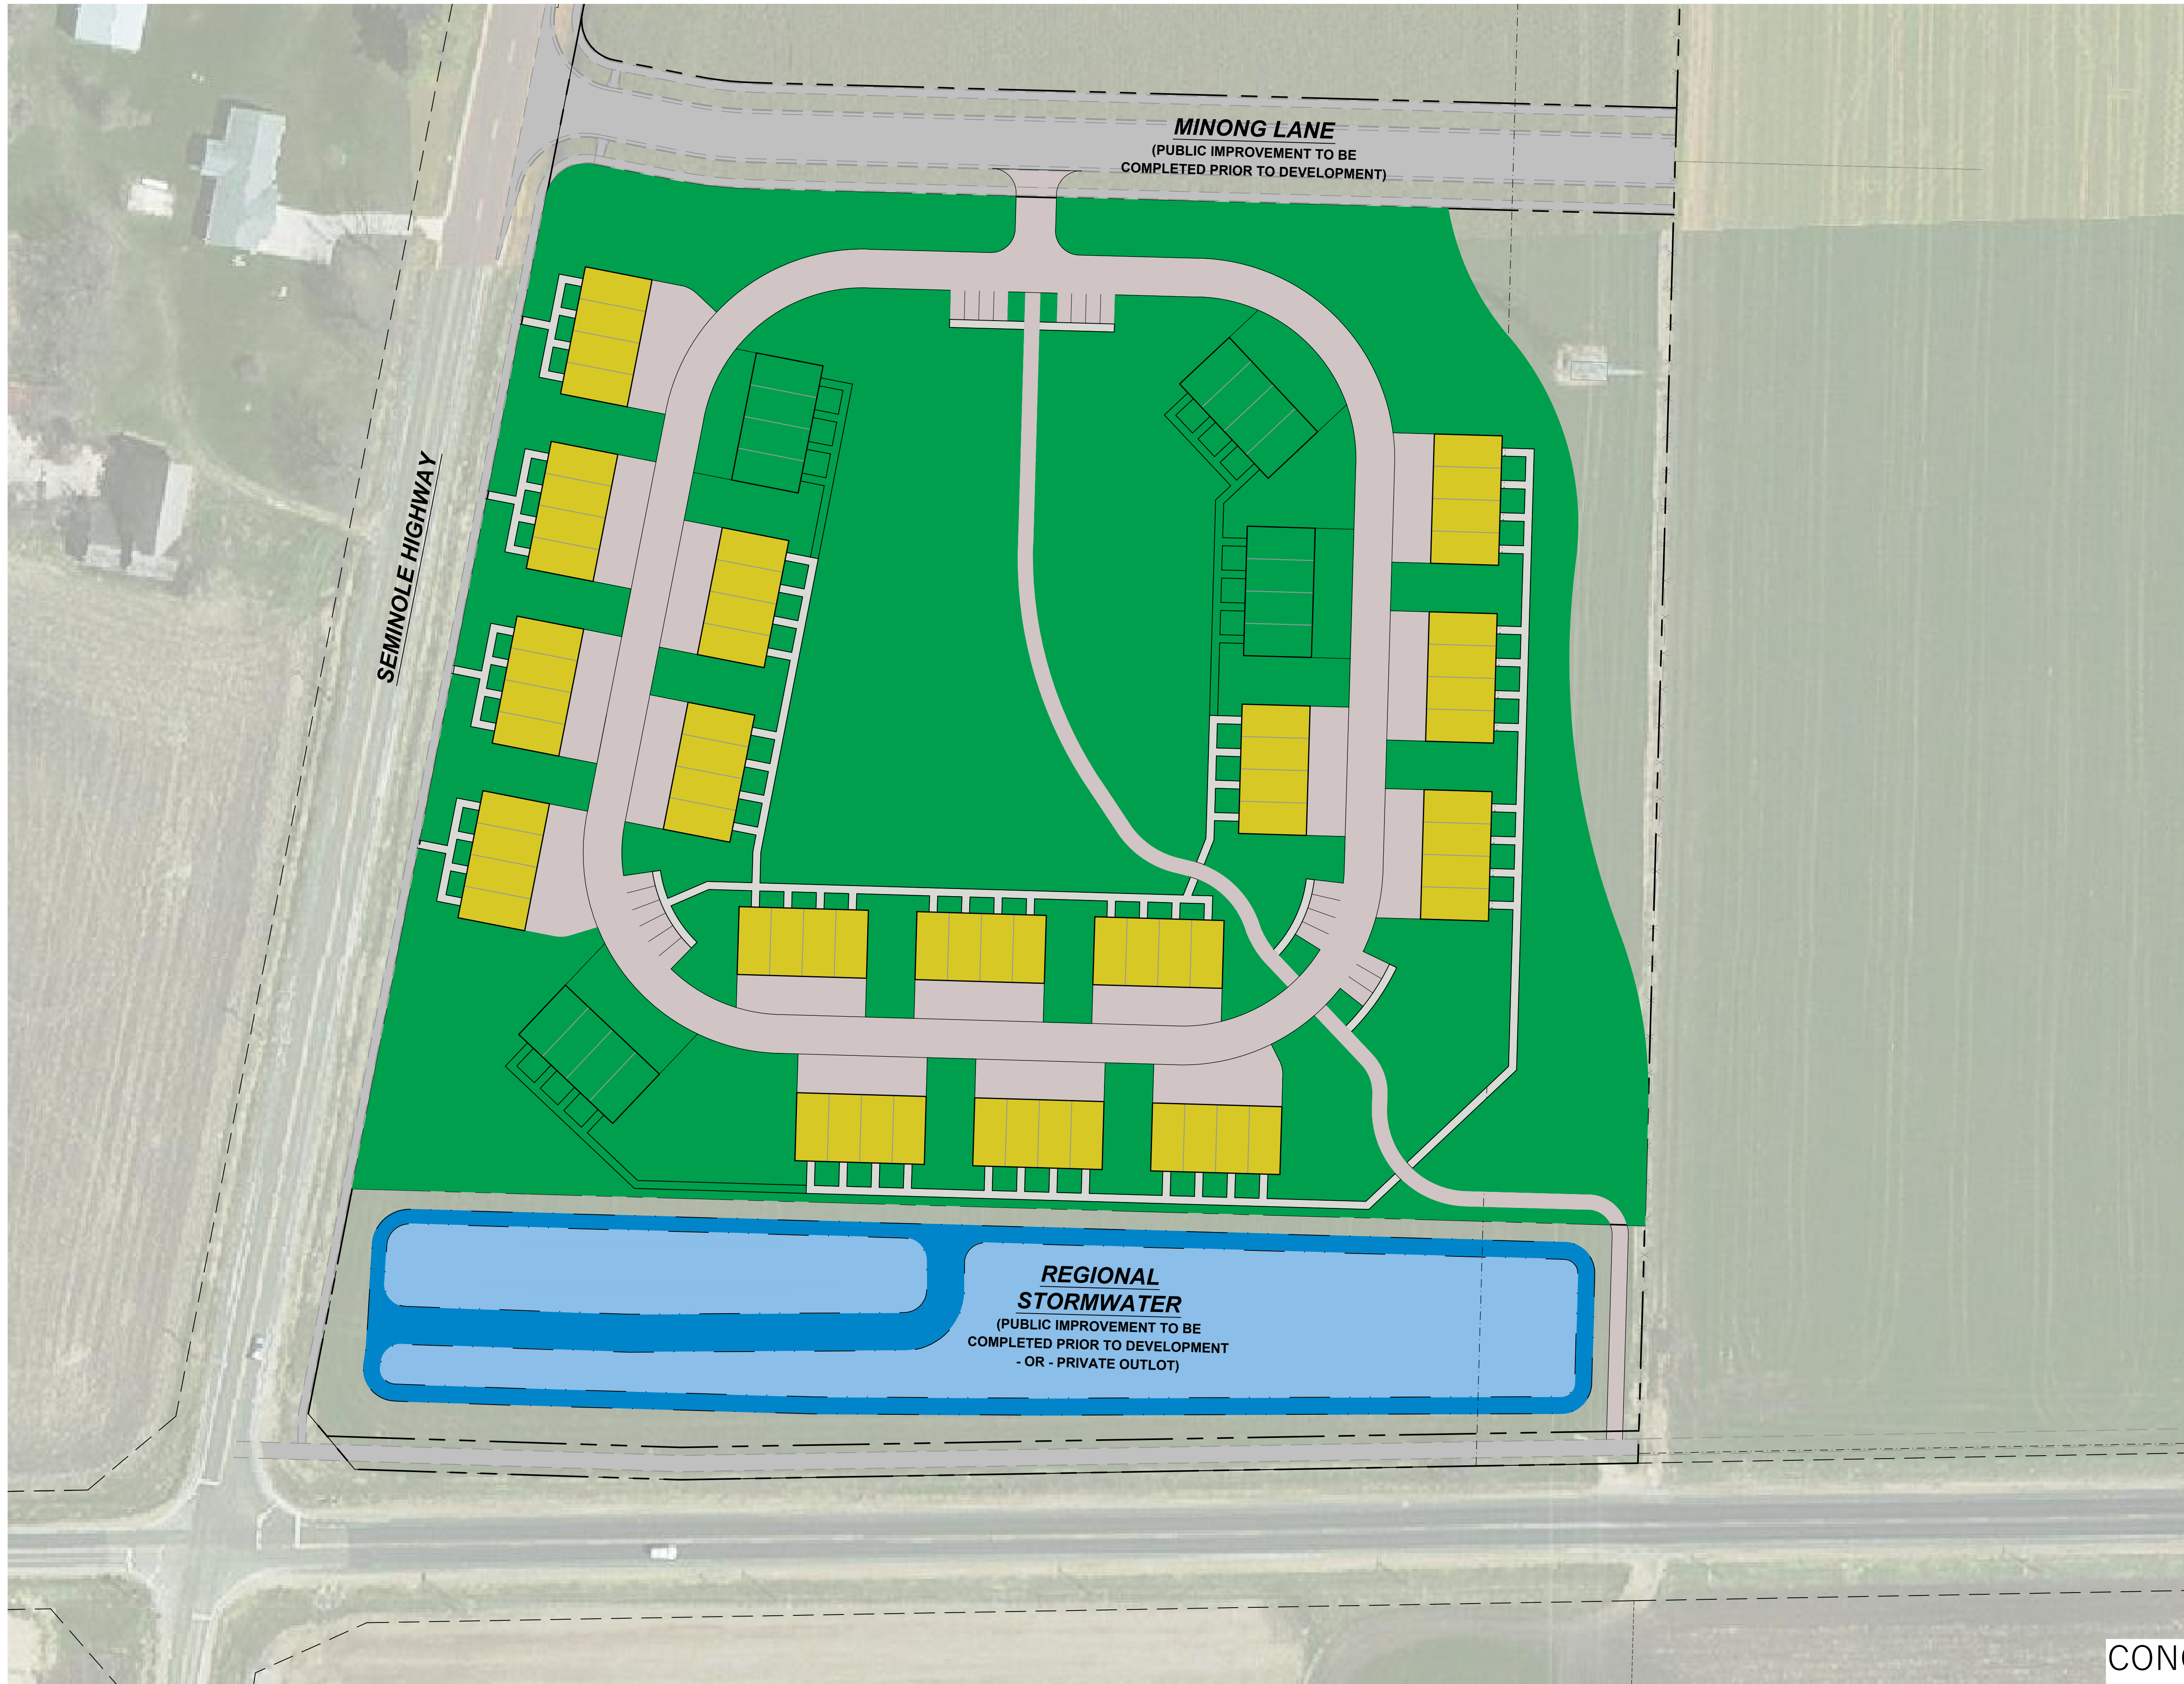 MINONG LANE
(PUBLIC IMPROVEMENT TO BE
COMPLETED PRIOR TO DEVELOPMENT)
SEMINOLE HIGHWAY
REGIONAL
STORMWATER
(PUBLIC IMPROVEMENT TO BE
COMPLETED PRIOR TO DEVELOPMENT
- OR - PRIVATE OUTLOT)